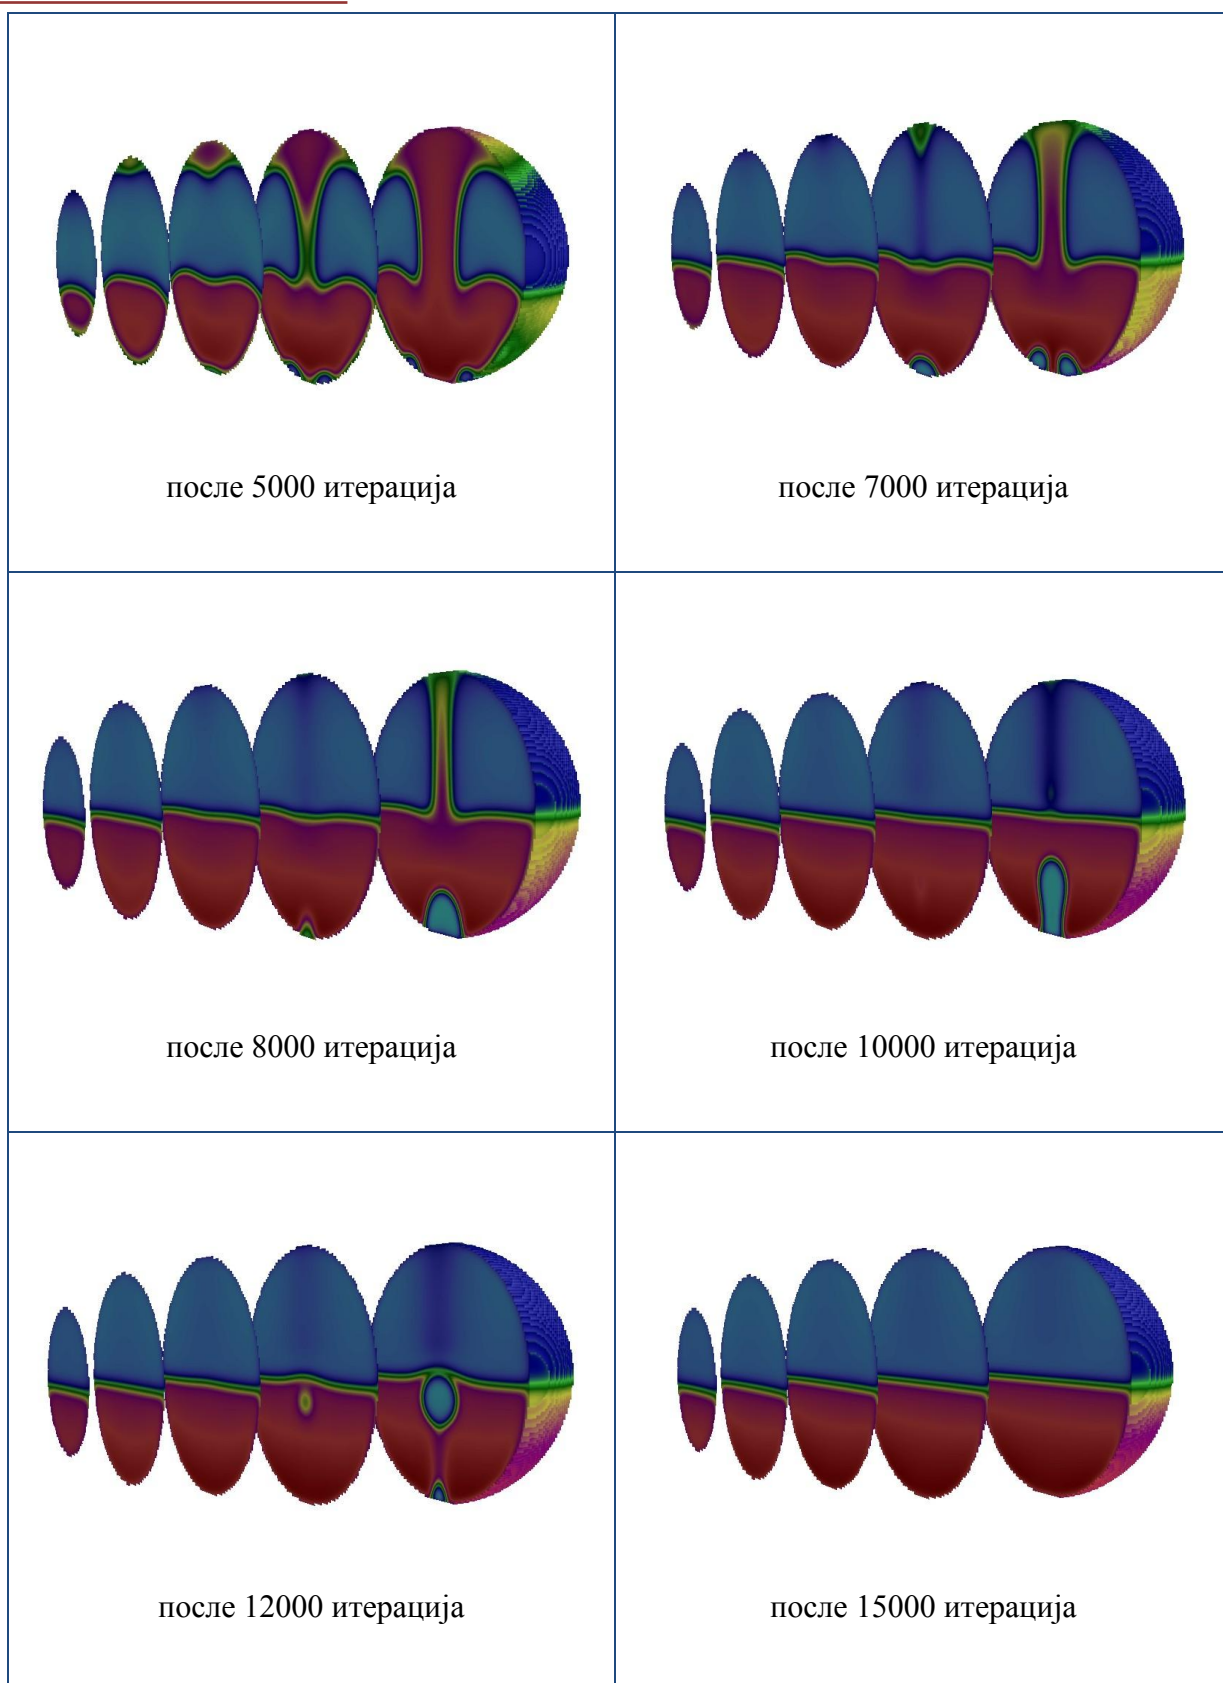 после 5000 итерација
после 7000 итерација
после 8000 итерација
после 10000 итерација
после 12000 итерација
после 15000 итерација